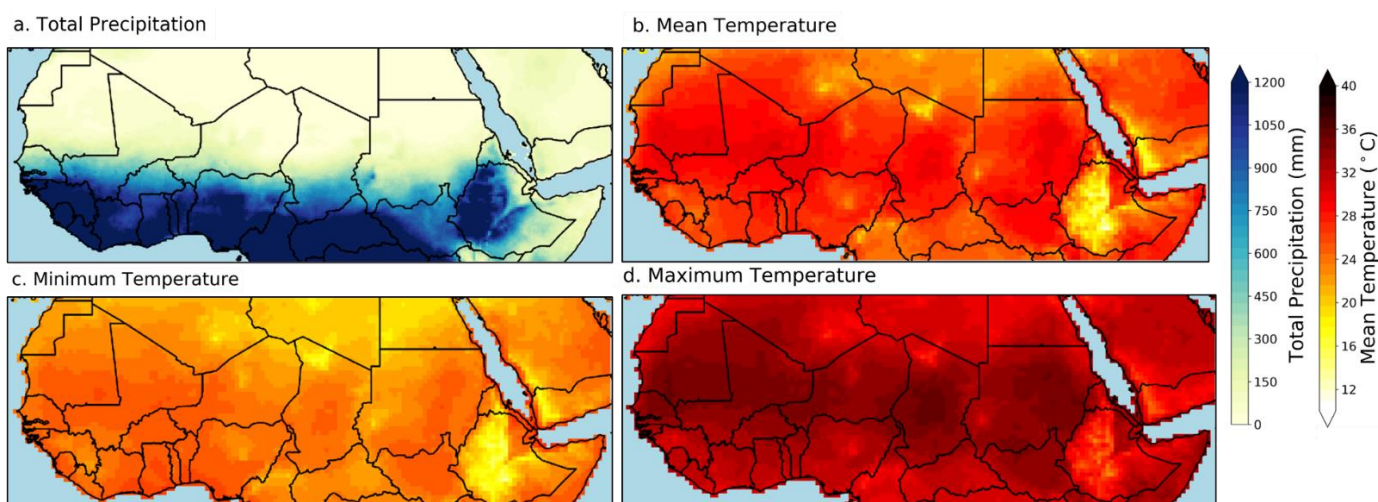 a. Total Precipitation
b. Mean Temperature
c. Minimum Temperature
d. Maximum Temperature
1200
1050
900
750
600
450
300
150
0
Total Precipitation (mm)
40
36
32
28
24
20
16
12
Mean Temperature (°C)